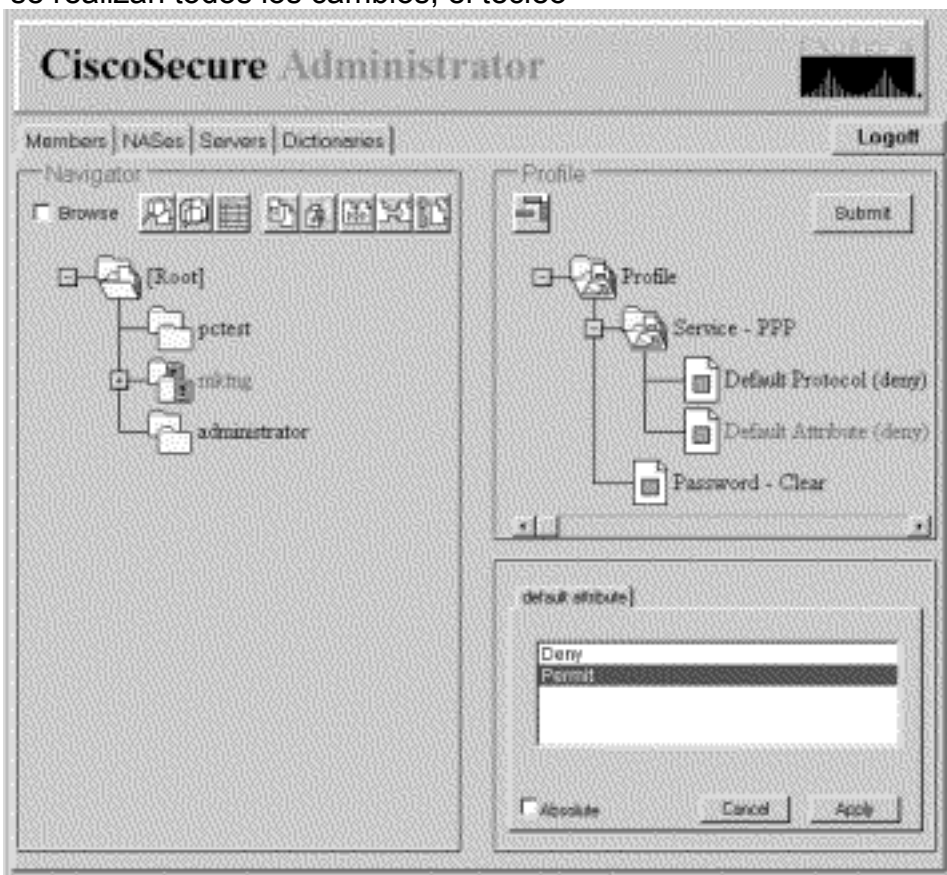 se realizan todos los cambios, el tecleo
CiscoSecure Administrator
Members NASes Servers Dictionaries
Logoff
Navigator
Browse
[Root]
pctest
mktng
administrator
Profile
Submit
Profile
Service - PPP
Default Protocol (deny)
Default Attribute (deny)
Password - Clear
default attribute
Deny
Permit
Absolute
Cancel
Apply